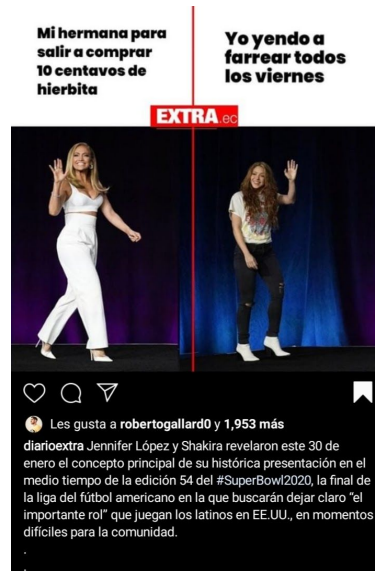 Mi hermana para
salir a comprar
10 centavos de
hierbita
Yo yendo a
farrear todos
los viernes
EXTRA.ec
Les gusta a robertogallard0 y 1,953 más
diarioextra Jennifer López y Shakira revelaron este 30 de
enero el concepto principal de su histórica presentación en el
medio tiempo de la edición 54 del #SuperBowl2020, la final de
la liga del fútbol americano en la que buscarán dejar claro "el
importante rol" que juegan los latinos en EE.UU., en momentos
difíciles para la comunidad.
.
.